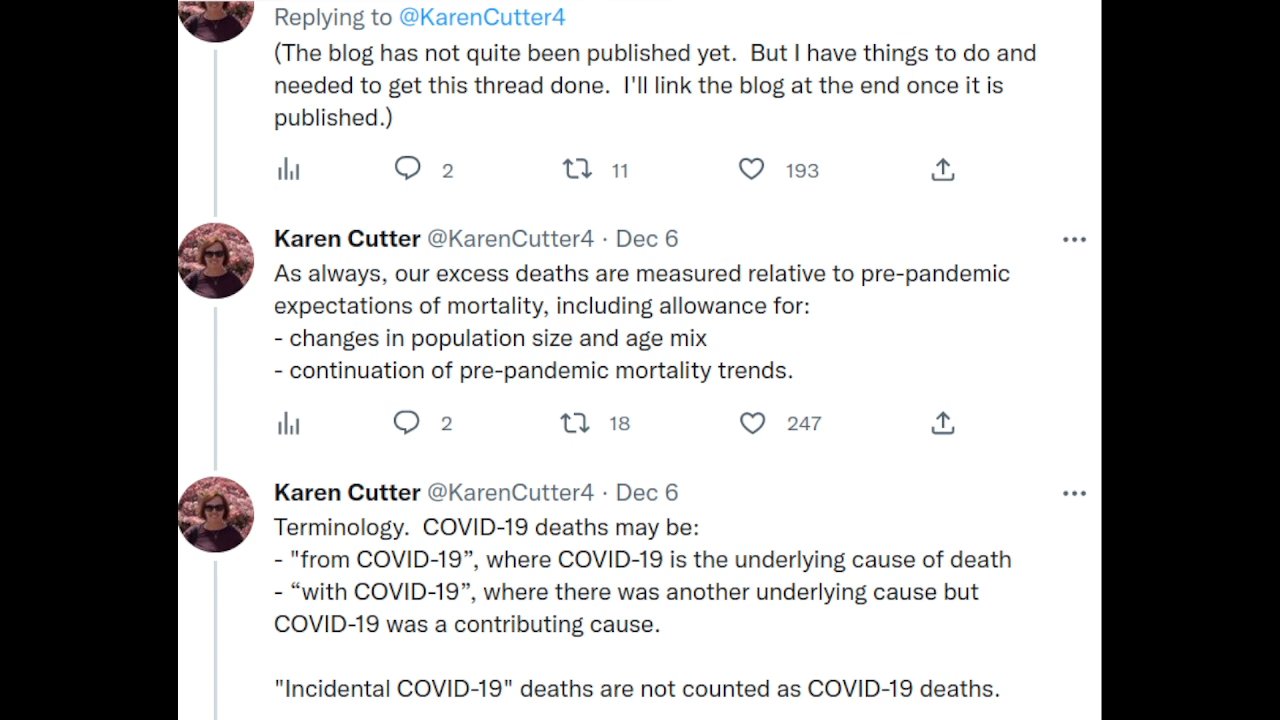 Replying to @KarenCutter4
(The blog has not quite been published yet.  But I have things to do and
needed to get this thread done.  I'll link the blog at the end once it is
published.)
2 11 193
Karen Cutter @KarenCutter4 · Dec 6
As always, our excess deaths are measured relative to pre-pandemic
expectations of mortality, including allowance for:
- changes in population size and age mix
- continuation of pre-pandemic mortality trends.
2 18 247
Karen Cutter @KarenCutter4 · Dec 6
Terminology.  COVID-19 deaths may be:
- "from COVID-19”, where COVID-19 is the underlying cause of death
- “with COVID-19”, where there was another underlying cause but
COVID-19 was a contributing cause.
"Incidental COVID-19" deaths are not counted as COVID-19 deaths.